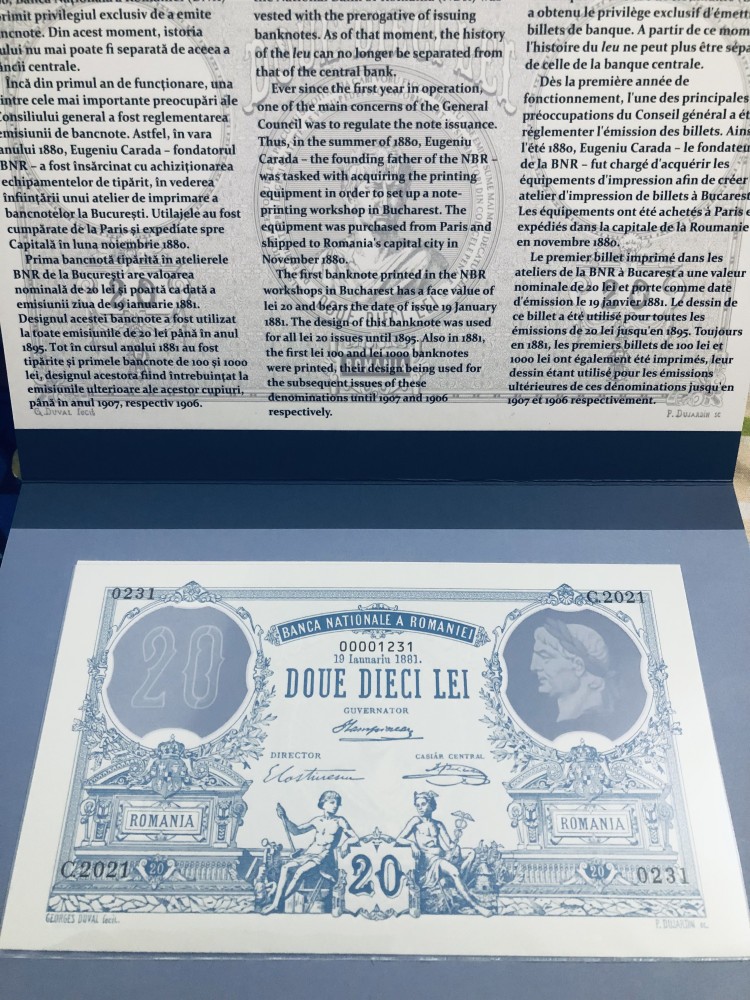 primit privilegiul exclusiv de a emite
bancnote. Din acest moment, istoria
nu mai poate fi separată de aceea a
centrale.
Încă din primul an de funcționare, una
cele mai importante preocupări ale
general a fost reglementarea
emisiunii de bancnote. Astfel, în vara
anului 1880, Eugeniu Carada – fondatorul
BNR – a fost însărcinat cu achiziționarea
echipamentelor de tipărit, în vederea
înființării unui atelier de imprimare a
bancnotelor la București. Utilajele au fost
cumpărate de la Paris și expediate spre
Capitală în luna noiembrie 1880.
Prima bancnotă tipărită în atelierele
BNR de la București are valoarea
nominală de 20 lei și poartă ca dată a
emisiunii ziua de 19 ianuarie 1881.
Designul acestei bancnote a fost utilizat
la toate emisiunile de 20 lei până în anul
1895. Tot în cursul anului 1881 au fost
tipărite și primele bancnote de 100 și 1000
lei, designul acestora fiind întrebuințat la
emisiunile ulterioare ale acestor cupiuri,
până în anul 1907, respectiv 1906.
vested with the prerogative of issuing
banknotes. As of that moment, the history
of the leu can no longer be separated from
that of the central bank.
Ever since the first year in operation,
one of the main concerns of the General
Council was to regulate the note issuance.
Thus, in the summer of 1880, Eugeniu
Carada – the founding father of the NBR –
was tasked with acquiring the printing
equipment in order to set up a note-
printing workshop in Bucharest. The
equipment was purchased from Paris and
shipped to Romania's capital city in
November 1880.
The first banknote printed in the NBR
workshops in Bucharest has a face value of
lei 20 and bears the date of issue 19 January
1881. The design of this banknote was used
for all lei 20 issues until 1895. Also in 1881,
the first lei 100 and lei 1000 banknotes
were printed, their design being used for
the subsequent issues of these
denominations until 1907 and 1906
respectively.
a obtenu le privilège exclusif d'émett
billets de banque. A partir de ce mom
l'histoire du leu ne peut plus être sépa
de celle de la banque centrale.
Dès la première année de
fonctionnement, l'une des principales
préoccupations du Conseil général a ét
réglementer l'émission des billets. Ains
l'été 1880, Eugeniu Carada – le fondateu
de la BNR – fut chargé d'acquérir les
équipements d'impression afin de créer
atelier d'impression de billets à Bucarest
Les équipements ont été achetés à Paris
expédiés dans la capitale de la Roumanie
en novembre 1880.
Le premier billet imprimé dans les
ateliers de la BNR à Bucarest a une valeur
nominale de 20 lei et porte comme date
d'émission le 19 janvier 1881. Le dessin de
ce billet a été utilisé pour toutes les
émissions de 20 lei jusqu'en 1895. Toujours
en 1881, les premiers billets de 100 lei et
1000 lei ont également été imprimés, leur
dessin étant utilisé pour les émissions
ultérieures de ces dénominations jusqu'en
1907 et 1906 respectivement.
G. DUVAL fecit
P. DUJARDIN sc
0231
C.2021
BANCA NATIONALE A ROMANIEI
00001231
19 Ianuariu 1881.
20
DOUE DIECI LEI
GUVERNATOR
DIRECTOR
CASIAR CENTRAL
ROMANIA
ROMANIA
C.2021
20
20
20
0231
GEORGES DUVAL fecit.
P. DUJARDIN sc.